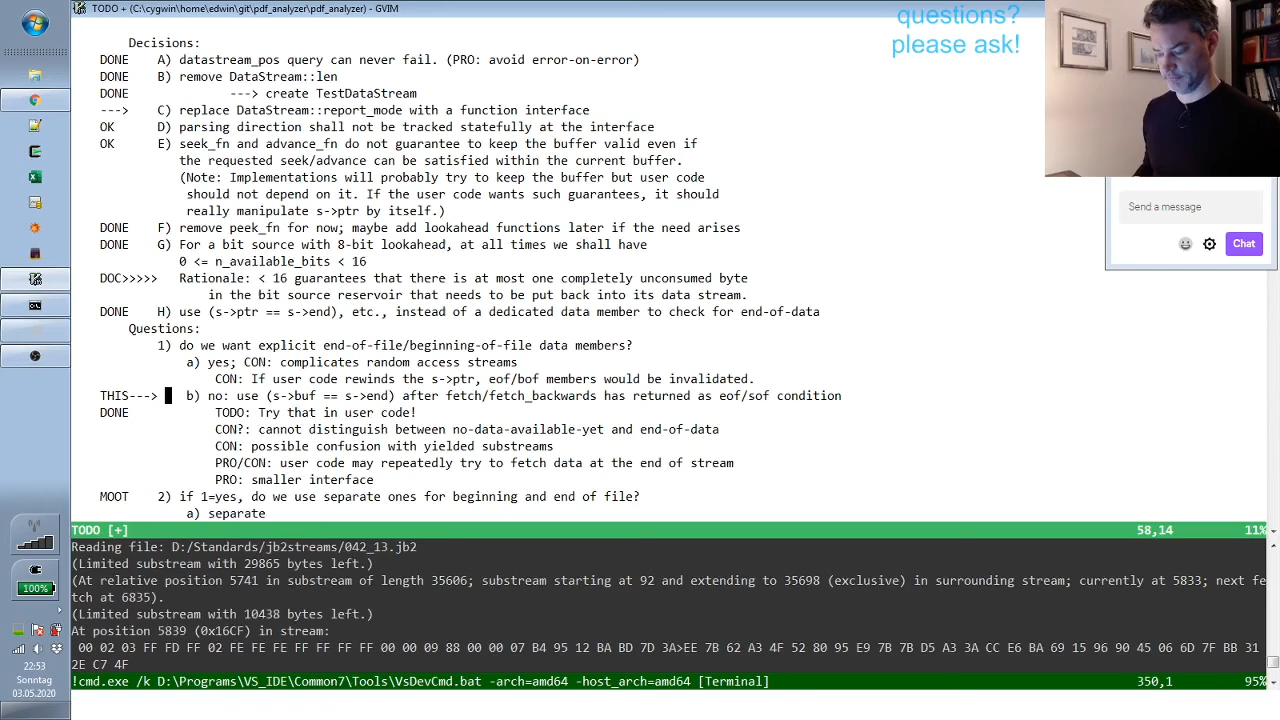 TODO + (C:\cygwin\home\edwin\git\pdf_analyzer\pdf_analyzer) - GVIM
questions?
please ask!
Decisions:
DONE A) datastream_pos query can never fail. (PRO: avoid error-on-error)
DONE B) remove DataStream::len
DONE ---> create TestDataStream
---> C) replace DataStream::report_mode with a function interface
OK D) parsing direction shall not be tracked statefully at the interface
OK E) seek_fn and advance_fn do not guarantee to keep the buffer valid even if
the requested seek/advance can be satisfied within the current buffer.
(Note: Implementations will probably try to keep the buffer but user code
should not depend on it. If the user code wants such guarantees, it should
really manipulate s->ptr by itself.)
DONE F) remove peek_fn for now; maybe add lookahead functions later if the need arises
DONE G) For a bit source with 8-bit lookahead, at all times we shall have
0 <= n_available_bits < 16
DOC>>>>> Rationale: < 16 guarantees that there is at most one completely unconsumed byte
in the bit source reservoir that needs to be put back into its data stream.
DONE H) use (s->ptr == s->end), etc., instead of a dedicated data member to check for end-of-data
Questions:
1) do we want explicit end-of-file/beginning-of-file data members?
a) yes; CON: complicates random access streams
CON: If user code rewinds the s->ptr, eof/bof members would be invalidated.
THIS---> b) no: use (s->buf == s->end) after fetch/fetch_backwards has returned as eof/sof condition
DONE TODO: Try that in user code!
CON?: cannot distinguish between no-data-available-yet and end-of-data
CON: possible confusion with yielded substreams
PRO/CON: user code may repeatedly try to fetch data at the end of stream
PRO: smaller interface
MOOT 2) if 1=yes, do we use separate ones for beginning and end of file?
a) separate
TODO [+] 58,14 11%
Reading file: D:/Standards/jb2streams/042_13.jb2
(Limited substream with 29865 bytes left.)
(At relative position 5741 in substream of length 35606; substream starting at 92 and extending to 35698 (exclusive) in surrounding stream; currently at 5833; next fe
tch at 6835).
(Limited substream with 10438 bytes left.)
At position 5839 (0x16CF) in stream:
00 02 03 FF FD FF 02 FE FE FE FF FF FF FF 00 00 09 88 00 00 07 B4 95 12 BA BD 7D 3A>EE 7B 62 A3 4F 52 80 95 E9 7B 7B D5 A3 3A CC E6 BA 69 15 96 90 45 06 6D 7F BB 31
2E C7 4F
!cmd.exe /k D:\Programs\VS_IDE\Common7\Tools\VsDevCmd.bat -arch=amd64 -host_arch=amd64 [Terminal] 350,1 95%
Send a message
Chat
100%
22:53
Sonntag
03.05.2020